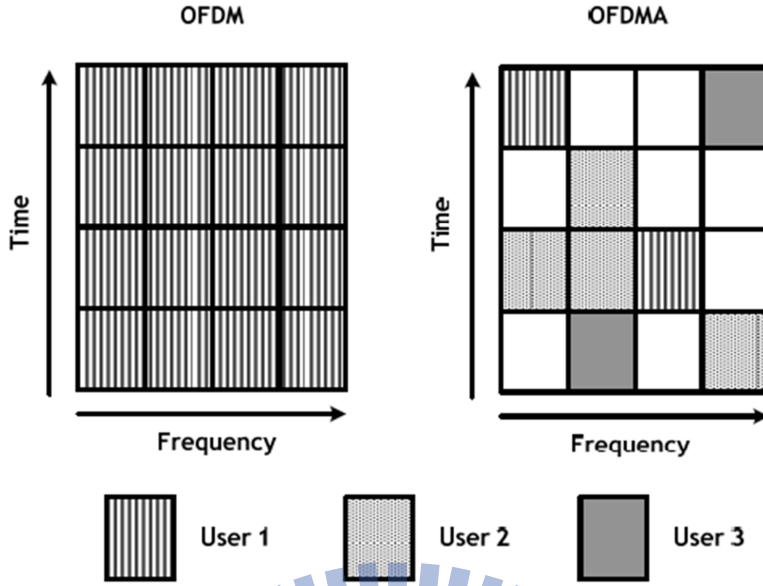 OFDM
OFDMA
Time
Time
Frequency
Frequency
User 1
User 2
User 3